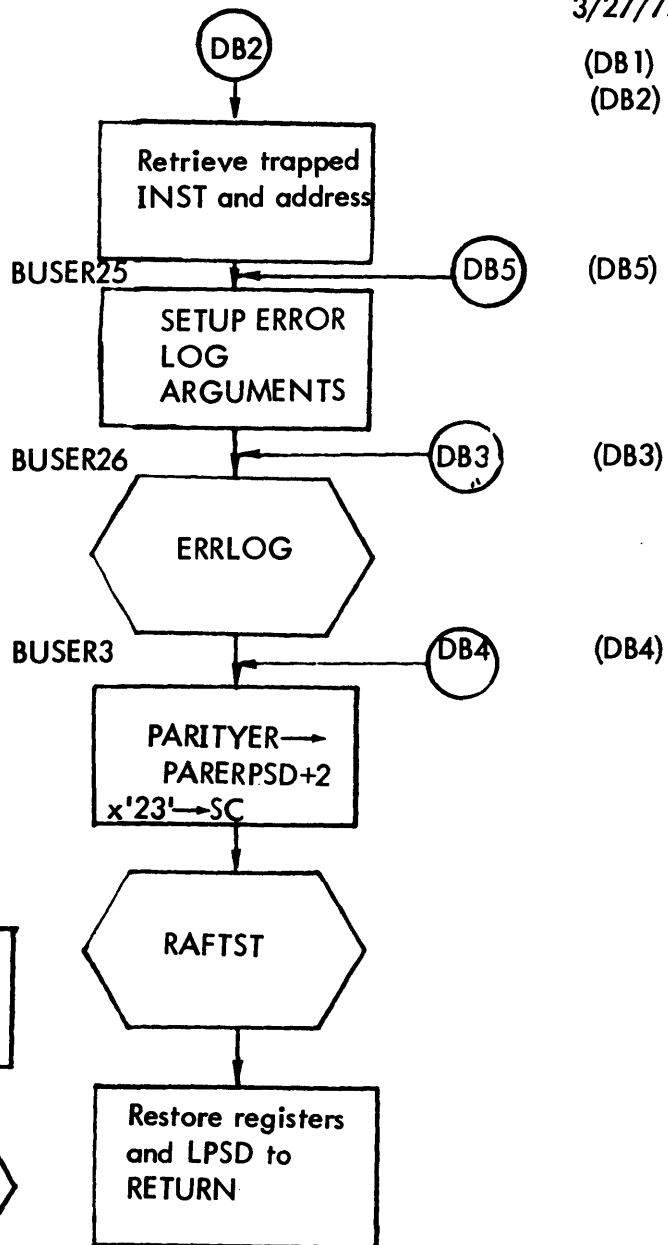 3/27/7
DB2
(DB1)
(DB2)
Retrieve trapped
INST and address
BUSER25
DB5
(DB5)
SETUP ERROR
LOG
ARGUMENTS
BUSER26
DB3
(DB3)
ERRLOG
BUSER3
DB4
(DB4)
PARITYER→
PARERPSD+2
x'23'→SC
RAFTST
Restore registers
and LPSD to
RETURN